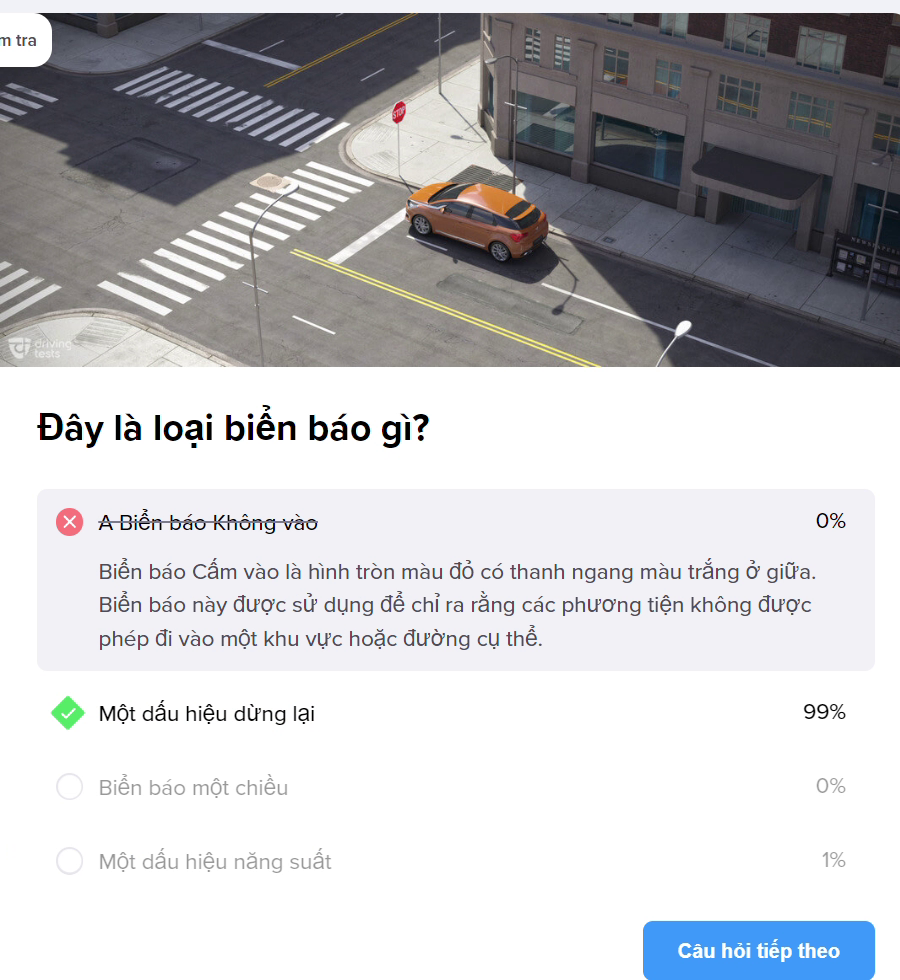 m tra
STOP
driving
tests
Đây là loại biển báo gì?
A Biển báo Không vào
0%
Biển báo Cấm vào là hình tròn màu đỏ có thanh ngang màu trắng ở giữa.
Biển báo này được sử dụng để chỉ ra rằng các phương tiện không được
phép đi vào một khu vực hoặc đường cụ thể.
Một dấu hiệu dừng lại
99%
Biển báo một chiều
0%
Một dấu hiệu năng suất
1%
Câu hỏi tiếp theo